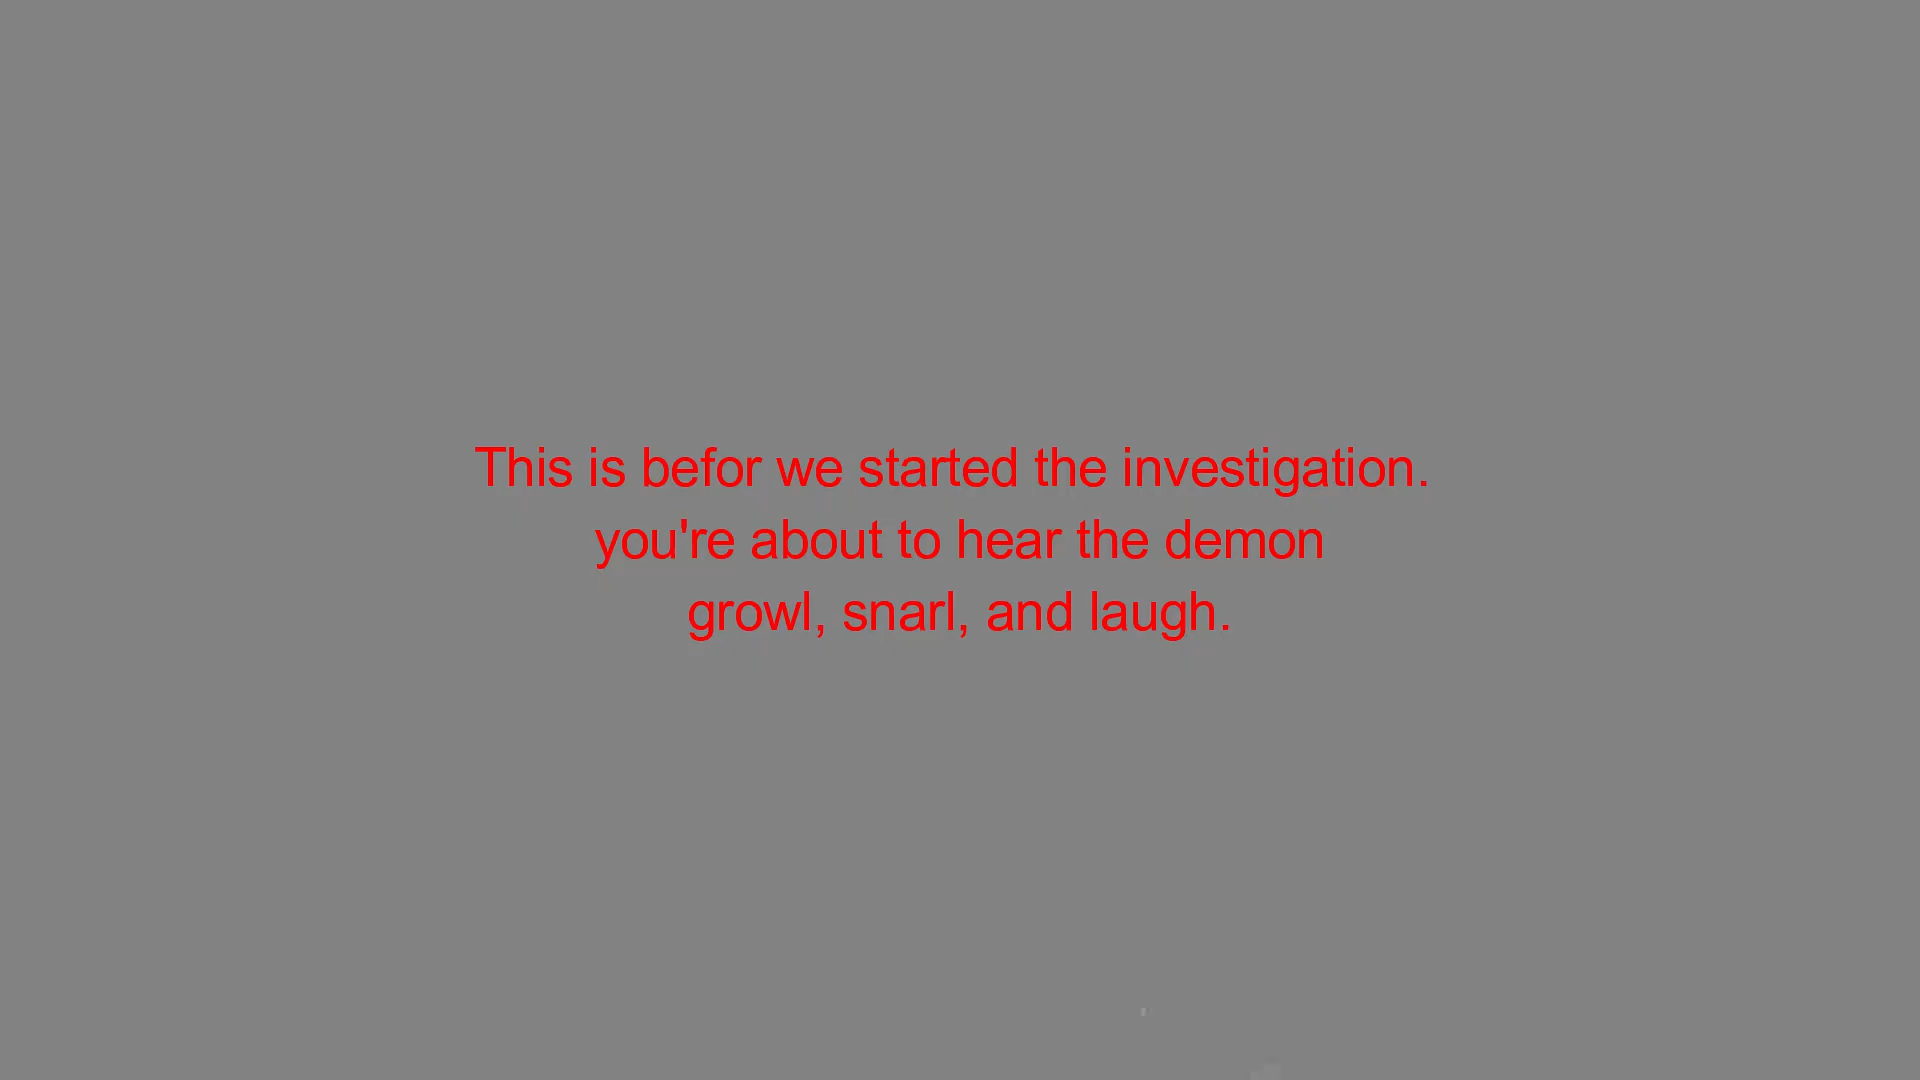 This is befor we started the investigation.
you're about to hear the demon
growl, snarl, and laugh.